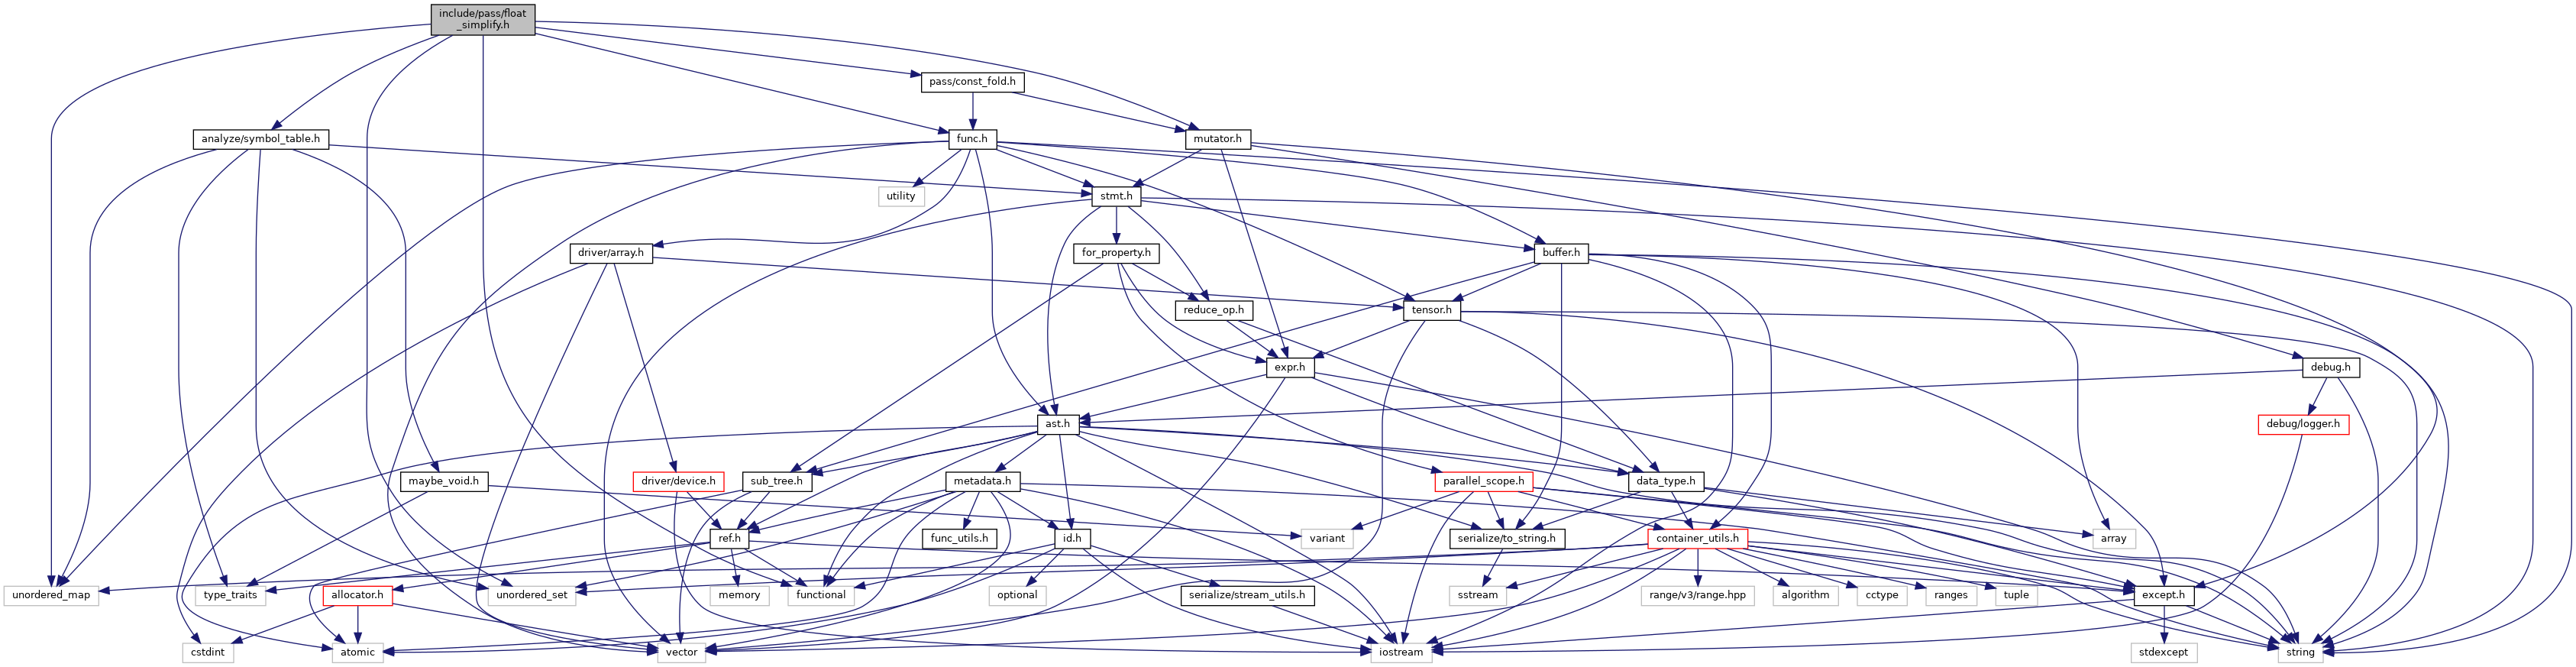 include/pass/float
_simplify.h
pass/const_fold.h
analyze/symbol_table.h
func.h
mutator.h
utility
stmt.h
driver/array.h
for_property.h
buffer.h
reduce_op.h
tensor.h
expr.h
debug.h
ast.h
debug/logger.h
maybe_void.h
driver/device.h
sub_tree.h
metadata.h
parallel_scope.h
data_type.h
ref.h
func_utils.h
id.h
variant
serialize/to_string.h
container_utils.h
array
unordered_map
type_traits
allocator.h
unordered_set
memory
functional
optional
serialize/stream_utils.h
sstream
range/v3/range.hpp
algorithm
cctype
ranges
tuple
except.h
cstdint
atomic
vector
iostream
stdexcept
string